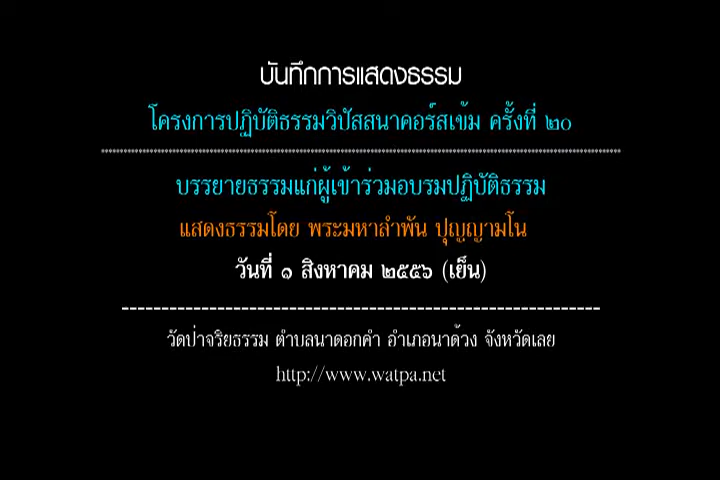 บันทึกการแสดงธรรม
โครงการปฏิบัติธรรมวิปัสสนาคอร์สเข้ม ครั้งที่ ๒๐
บรรยายธรรมแก่ผู้เข้าร่วมอบรมปฏิบัติธรรม
แสดงธรรมโดย พระมหาลำพัน ปุญญามโน
วันที่ ๑ สิงหาคม ๒๕๕๖ (เย็น)
วัดป่าจริยธรรม ตำบลนาดอกคำ อำเภอนาด้วง จังหวัดเลย
http://www.watpa.net